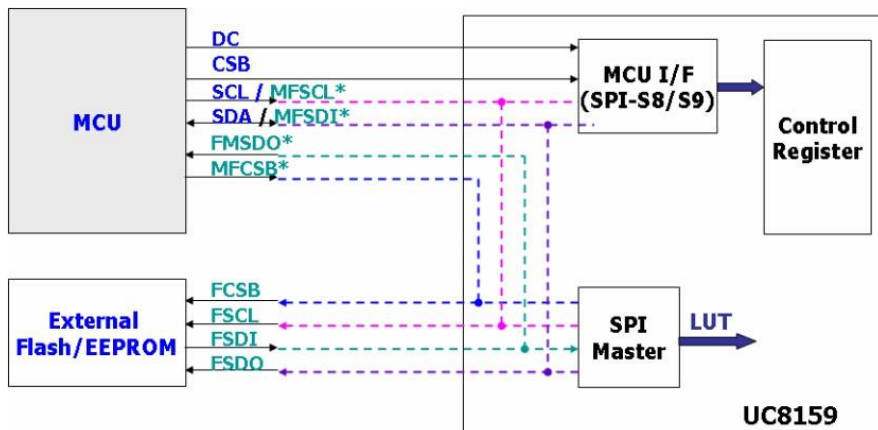 DC
CSB
SCL / MFSCL*
SDA / MFSDI*
FMSDO*
MFCSB*
MCU
MCU I/F
(SPI-S8/S9)
Control
Register
FCSB
FSCL
FSDI
FSDO
External
Flash/EEPROM
SPI
Master
LUT
UC8159